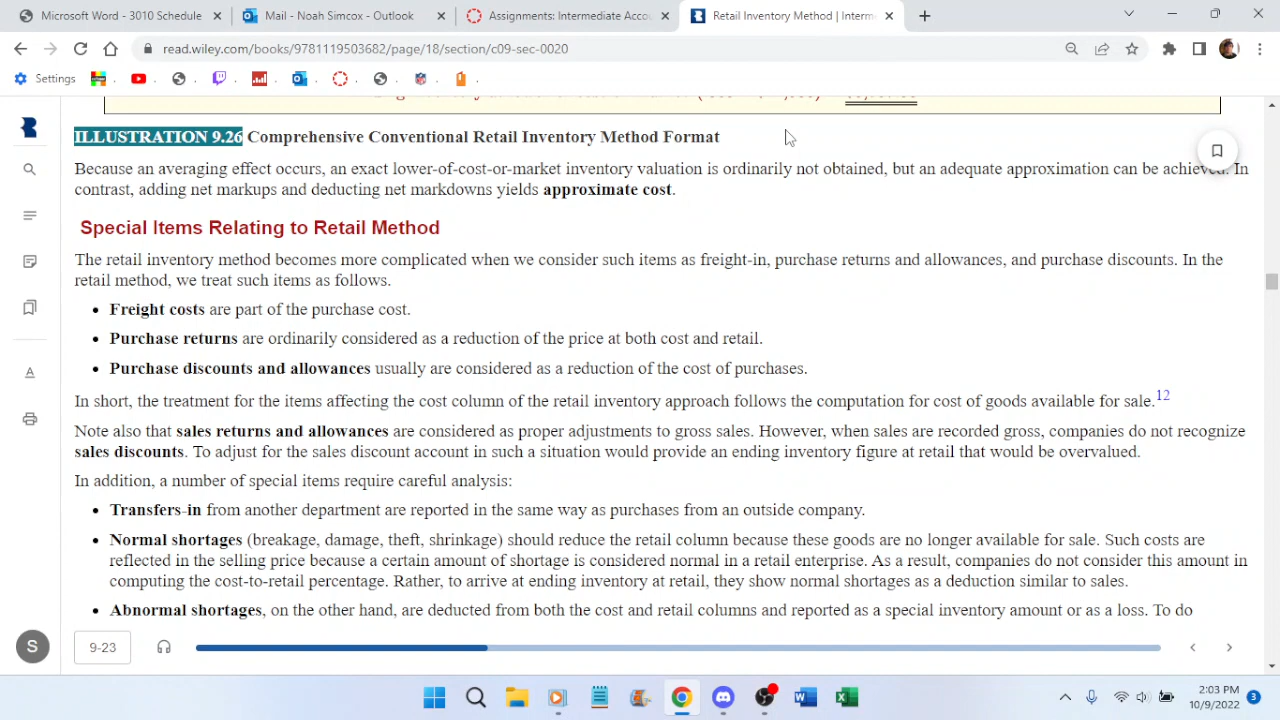 Microsoft Word - 3010 Schedule
Mail - Noah Simcox - Outlook
Assignments: Intermediate Acco
Retail Inventory Method | Interm
read.wiley.com/books/9781119503682/page/18/section/c09-sec-0020
Settings
ILLUSTRATION 9.26 Comprehensive Conventional Retail Inventory Method Format
Because an averaging effect occurs, an exact lower-of-cost-or-market inventory valuation is ordinarily not obtained, but an adequate approximation can be achieved. In
contrast, adding net markups and deducting net markdowns yields approximate cost.
Special Items Relating to Retail Method
The retail inventory method becomes more complicated when we consider such items as freight-in, purchase returns and allowances, and purchase discounts. In the
retail method, we treat such items as follows.
• Freight costs are part of the purchase cost.
• Purchase returns are ordinarily considered as a reduction of the price at both cost and retail.
• Purchase discounts and allowances usually are considered as a reduction of the cost of purchases.
In short, the treatment for the items affecting the cost column of the retail inventory approach follows the computation for cost of goods available for sale.12
Note also that sales returns and allowances are considered as proper adjustments to gross sales. However, when sales are recorded gross, companies do not recognize
sales discounts. To adjust for the sales discount account in such a situation would provide an ending inventory figure at retail that would be overvalued.
In addition, a number of special items require careful analysis:
• Transfers-in from another department are reported in the same way as purchases from an outside company.
• Normal shortages (breakage, damage, theft, shrinkage) should reduce the retail column because these goods are no longer available for sale. Such costs are
reflected in the selling price because a certain amount of shortage is considered normal in a retail enterprise. As a result, companies do not consider this amount in
computing the cost-to-retail percentage. Rather, to arrive at ending inventory at retail, they show normal shortages as a deduction similar to sales.
• Abnormal shortages, on the other hand, are deducted from both the cost and retail columns and reported as a special inventory amount or as a loss. To do
S
9-23
2:03 PM
10/9/2022
3